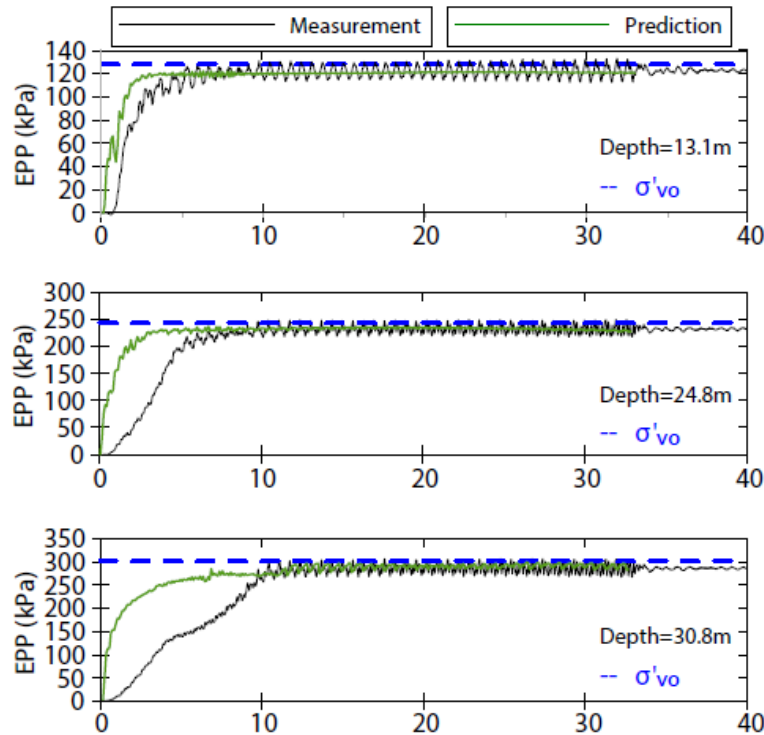 Measurement Prediction
140
120
100
80
60
40
20
0
EPP (kPa)
Depth=13.1m
-- σ'vo
0 10 20 30 40
300
250
200
150
100
50
0
EPP (kPa)
Depth=24.8m
-- σ'vo
0 10 20 30 40
350
300
250
200
150
100
50
0
EPP (kPa)
Depth=30.8m
-- σ'vo
0 10 20 30 40